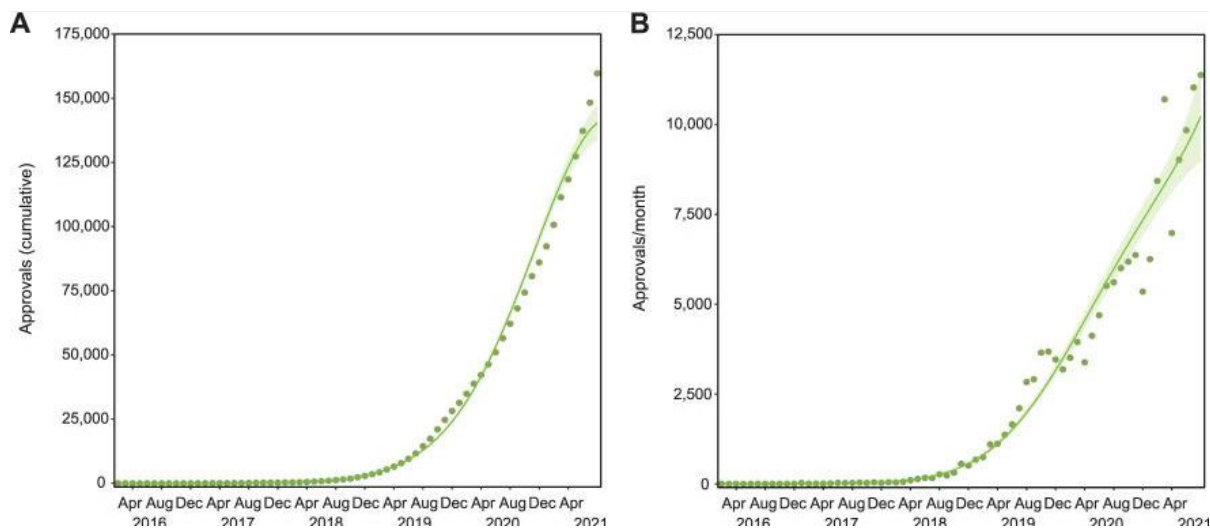 A
175,000
150,000
125,000
100,000
75,000
50,000
25,000
0
Approvals (cumulative)
Apr Aug Dec Apr Aug Dec Apr Aug Dec Apr Aug Dec Apr Aug Dec Apr
2016 2017 2018 2019 2020 2021
B
12,500
10,000
7,500
5,000
2,500
0
Approvals/month
Apr Aug Dec Apr Aug Dec Apr Aug Dec Apr Aug Dec Apr Aug Dec Apr
2016 2017 2018 2019 2020 2021